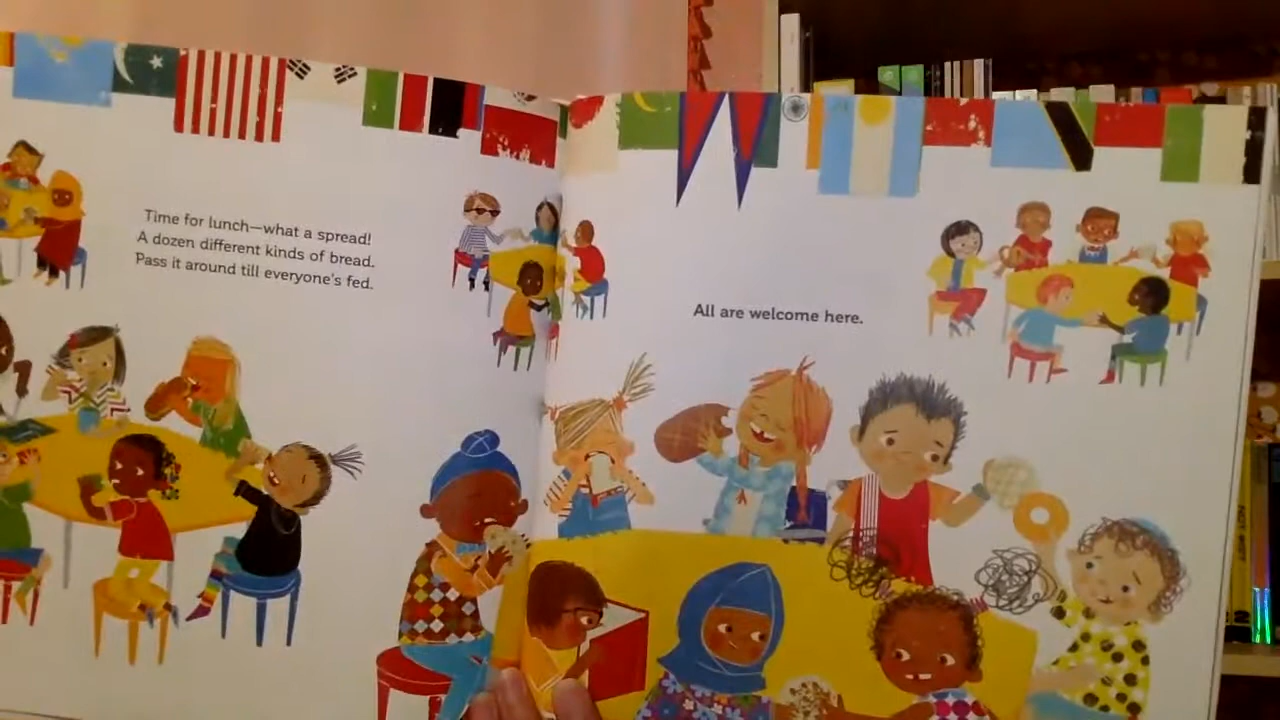 Time for lunch—what a spread!
A dozen different kinds of bread.
Pass it around till everyone's fed.
All are welcome here.